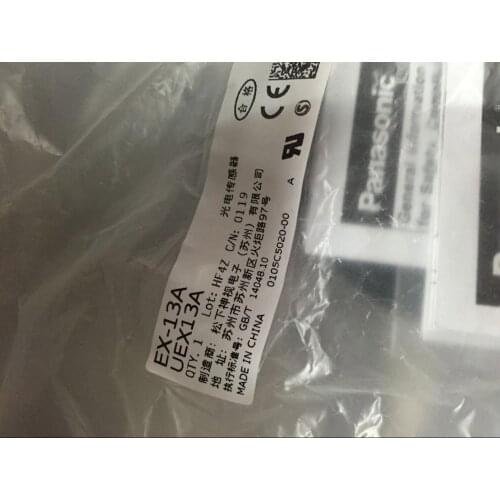 EX-13A
UEX13A 光电传感器
QTY. 1 Lot: HF4Z C/N: 0119
制造商: 松下神视电子 (苏州) 有限公司
地 址: 苏州市苏州新区火炬路97号
执行标准号: GB/T 14048.10
MADE IN CHINA 0105C5020-00 A
合格
CE
Panasonic